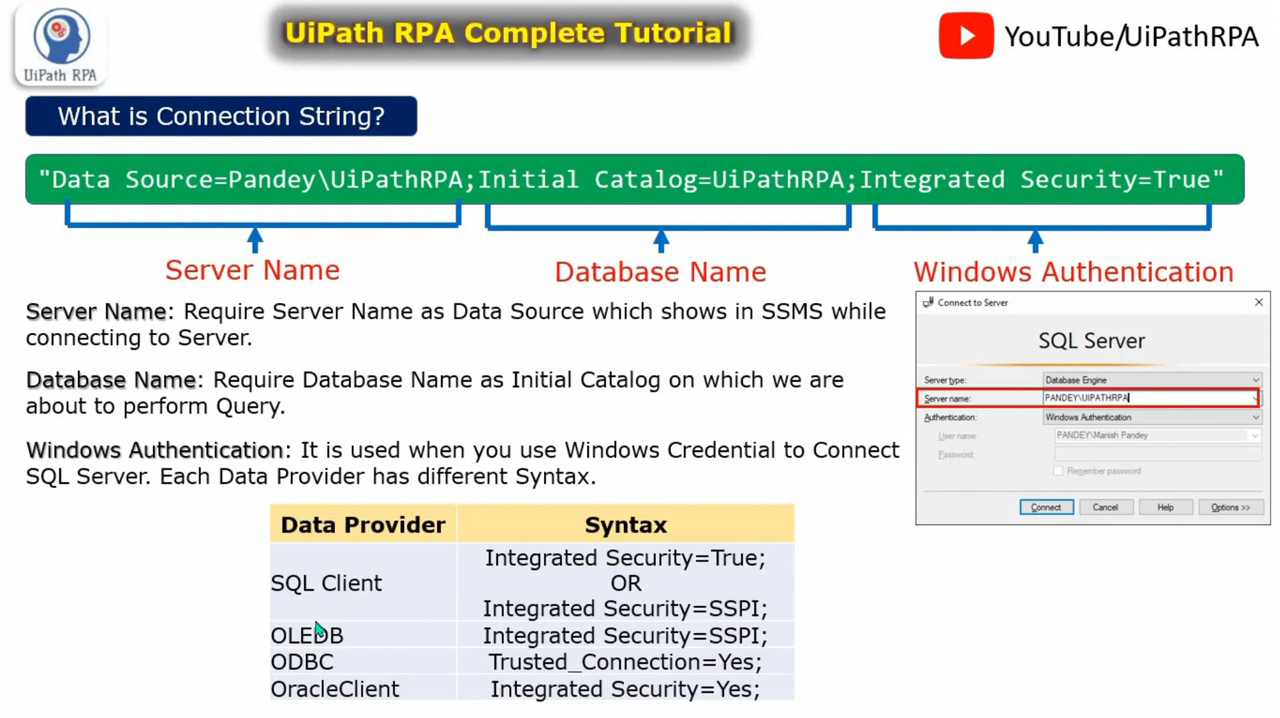 UiPath RPA
UiPath RPA Complete Tutorial
YouTube/UiPathRPA
What is Connection String?
"Data Source=Pandey\UiPathRPA;Initial Catalog=UiPathRPA;Integrated Security=True"
Server Name
Database Name
Windows Authentication
Server Name: Require Server Name as Data Source which shows in SSMS while
connecting to Server.
Database Name: Require Database Name as Initial Catalog on which we are
about to perform Query.
Windows Authentication: It is used when you use Windows Credential to Connect
SQL Server. Each Data Provider has different Syntax.
Connect to Server
SQL Server
Server type: Database Engine
Server name: PANDEY\UIPATHRPA
Authentication: Windows Authentication
User name: PANDEY\Manish Pandey
Password:
Remember password
Connect Cancel Help Options >>
Data Provider Syntax
SQL Client
Integrated Security=True;
OR
Integrated Security=SSPI;
OLEDB Integrated Security=SSPI;
ODBC Trusted_Connection=Yes;
OracleClient Integrated Security=Yes;